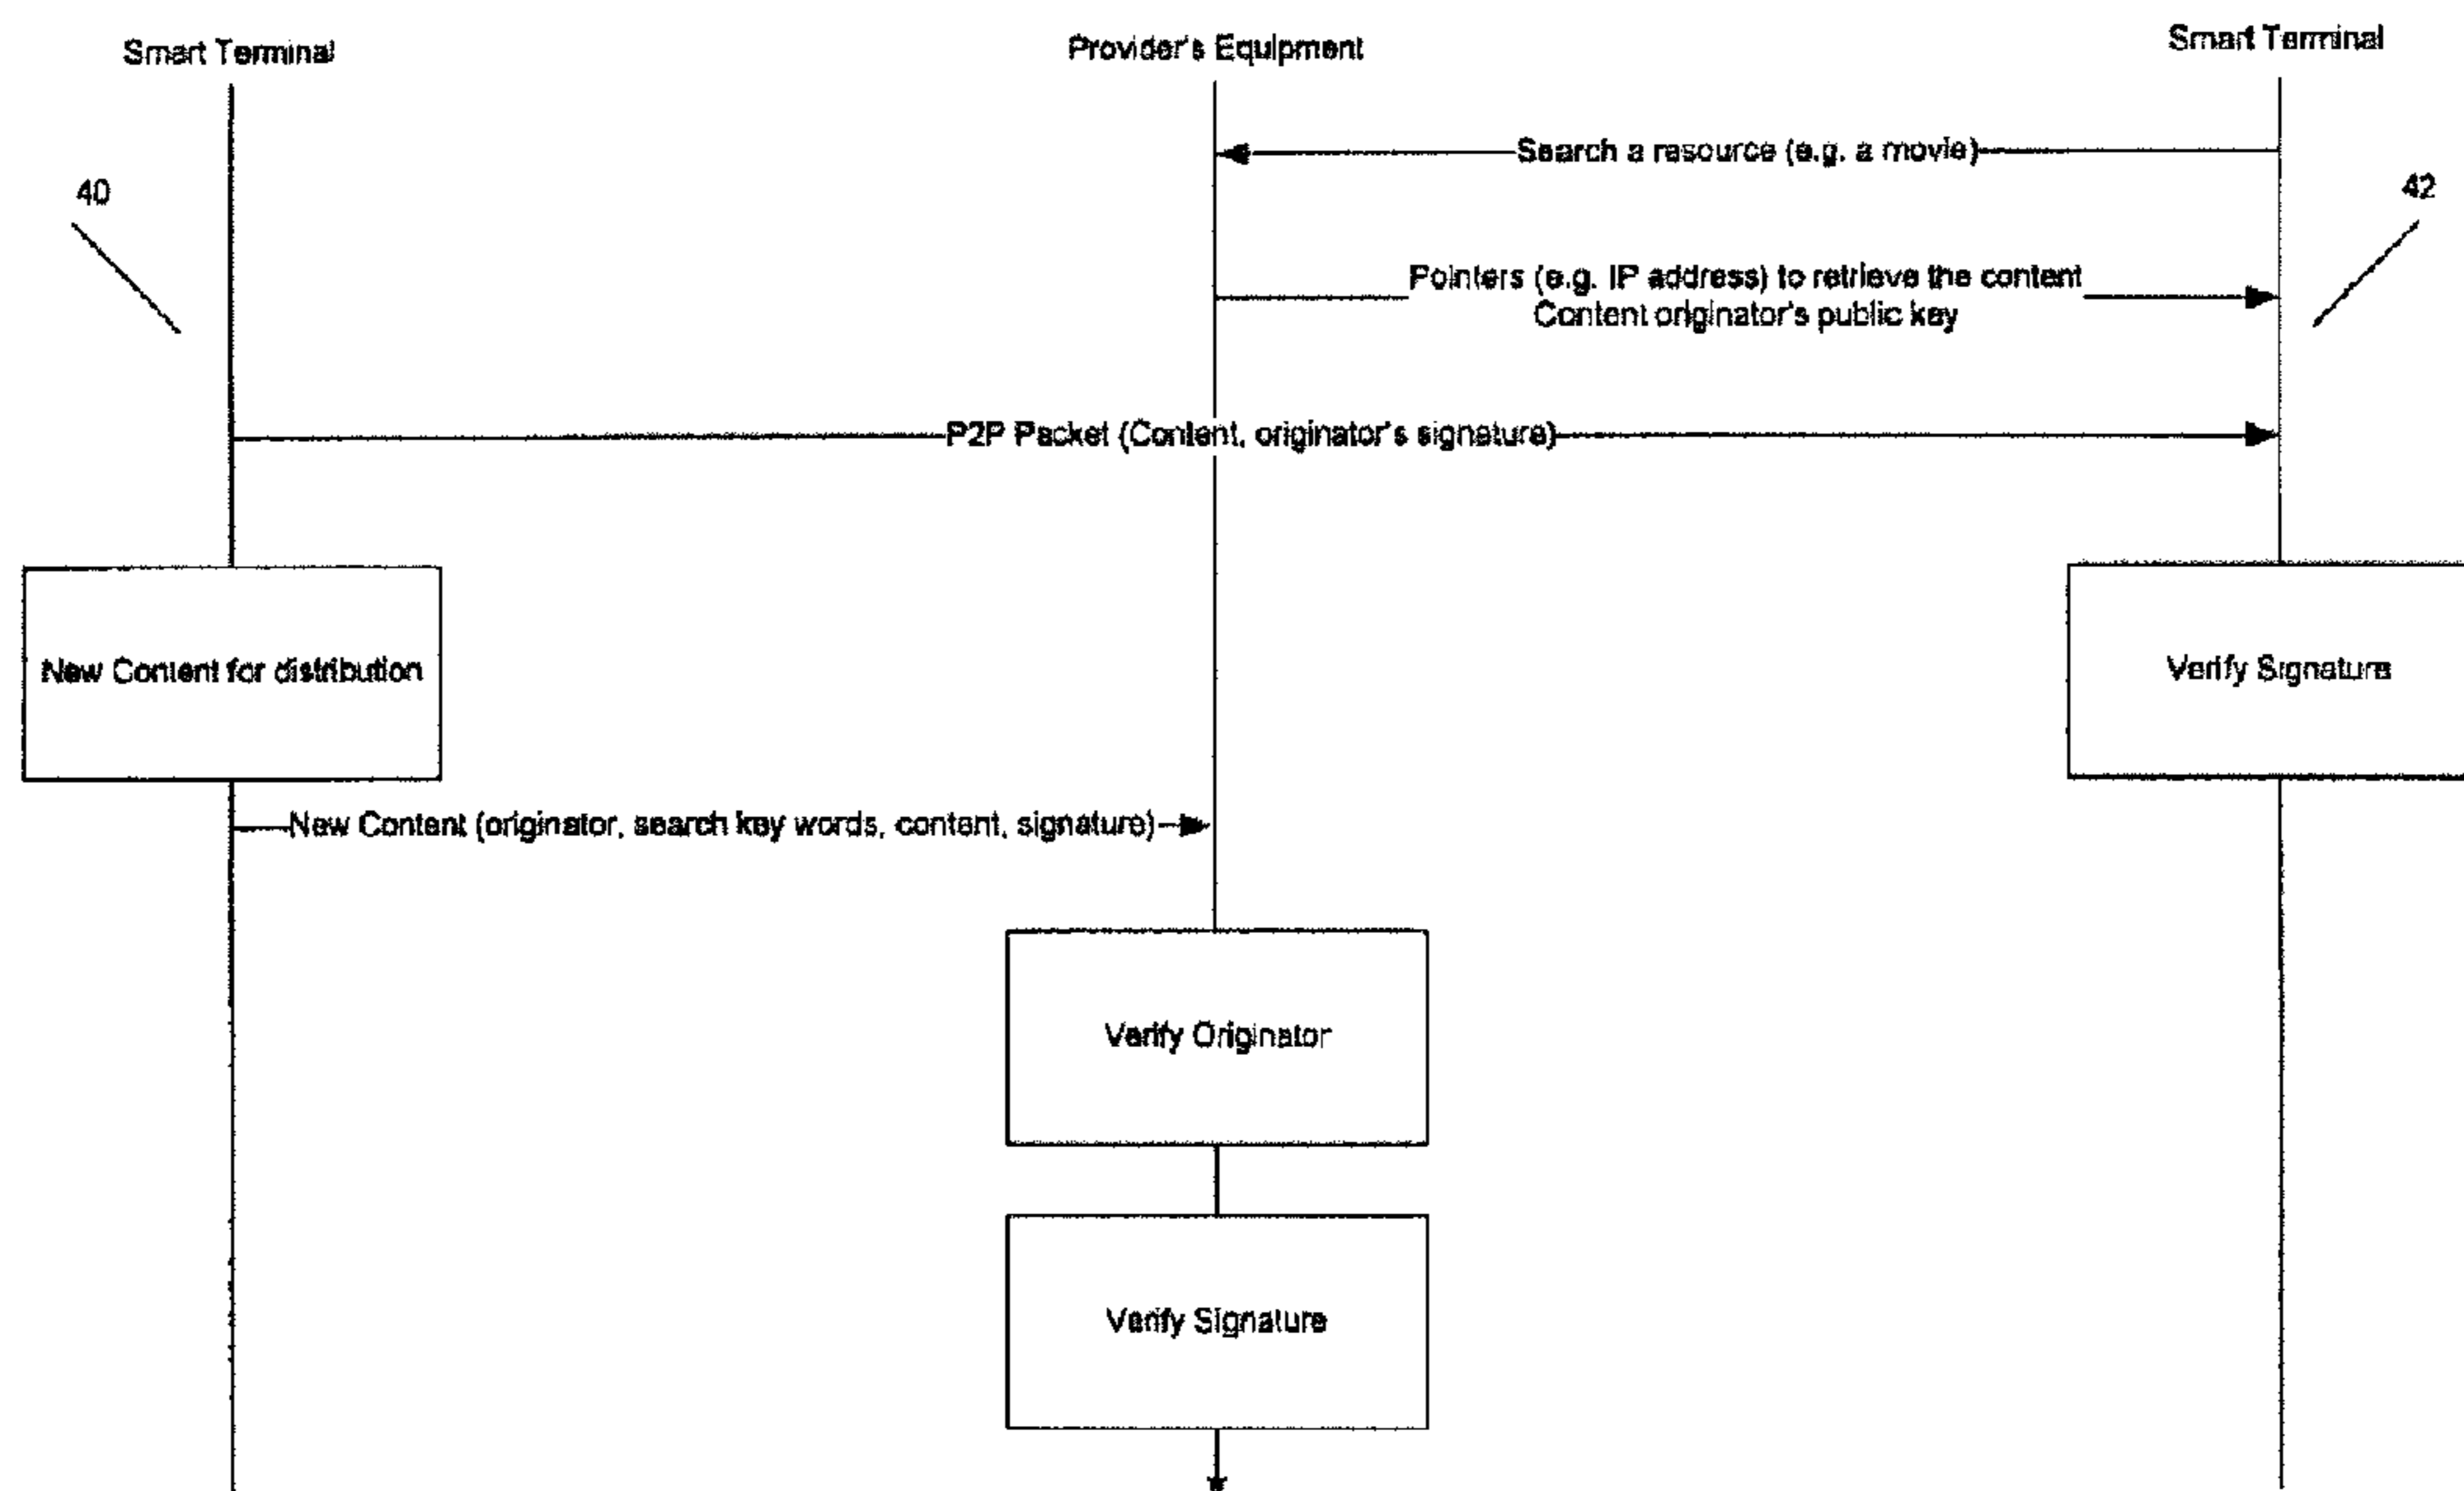 Smart Terminal
Provider's Equipment
Smart Terminal
Search a resource (e.g. a movie)
40
42
Pointers (e.g. IP address) to retrieve the content
Content originator's public key
P2P Packet (Content, originator's signature)
New Content for distribution
Verify Signature
New Content (originator, search key words, content, signature)
Verify Originator
Verify Signature